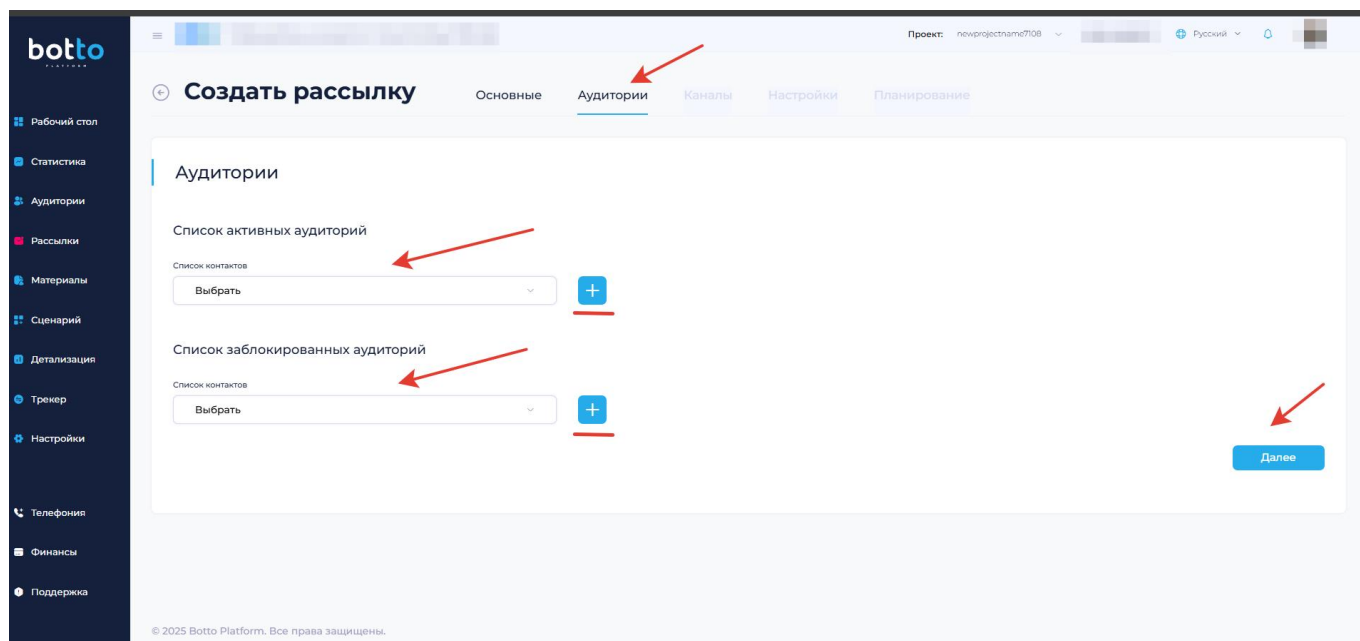 botto
PLATFORM
Проект: newprojectname7108
Русский
Создать рассылку
Основные Аудитории Каналы Настройки Планирование
Рабочий стол
Статистика
Аудитории
Рассылки
Материалы
Сценарий
Детализация
Трекер
Настройки
Телефония
Финансы
Поддержка
Аудитории
Список активных аудиторий
Список контактов
Выбрать
Список заблокированных аудиторий
Список контактов
Выбрать
Далее
© 2025 Botto Platform. Все права защищены.